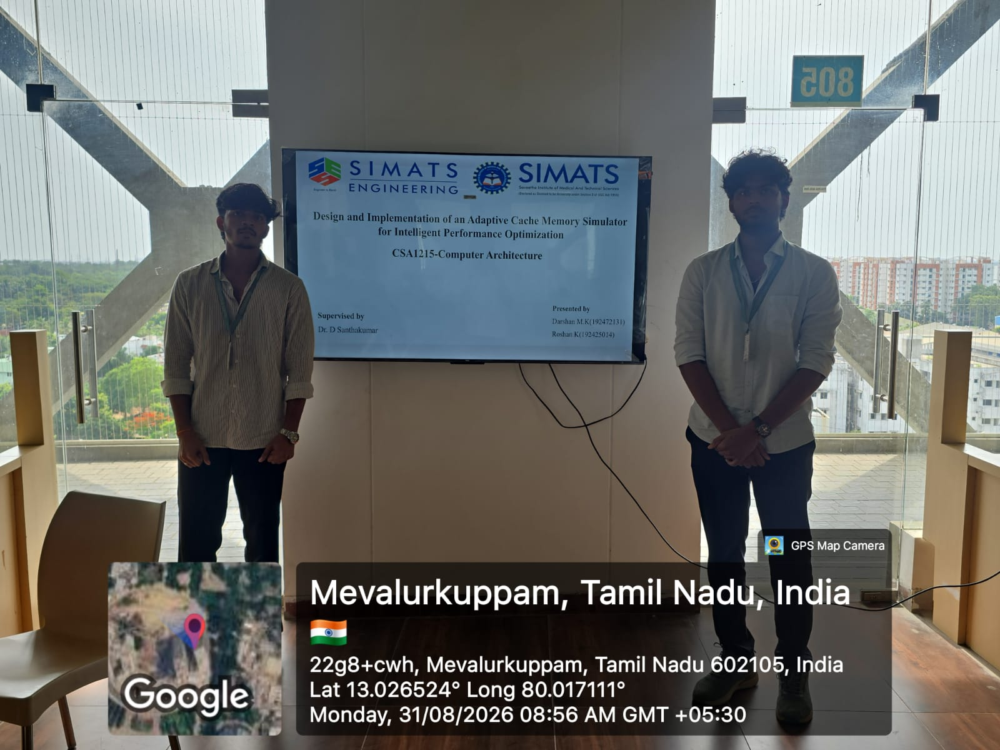 805
SIMATS
ENGINEERING
Engineer to Excel
SIMATS
Saveetha Institute of Medical And Technical Sciences
(Declared as Deemed to be University under Section 3 of UGC Act 1956)
Design and Implementation of an Adaptive Cache Memory Simulator
for Intelligent Performance Optimization
CSA1215-Computer Architecture
Supervised by
Dr. D Santhakumar
Presented by
Darshan M.K(192472131)
Roshan K(192425014)
GPS Map Camera
Mevalurkuppam, Tamil Nadu, India
22g8+cwh, Mevalurkuppam, Tamil Nadu 602105, India
Lat 13.026524° Long 80.017111°
Monday, 31/08/2026 08:56 AM GMT +05:30
Google